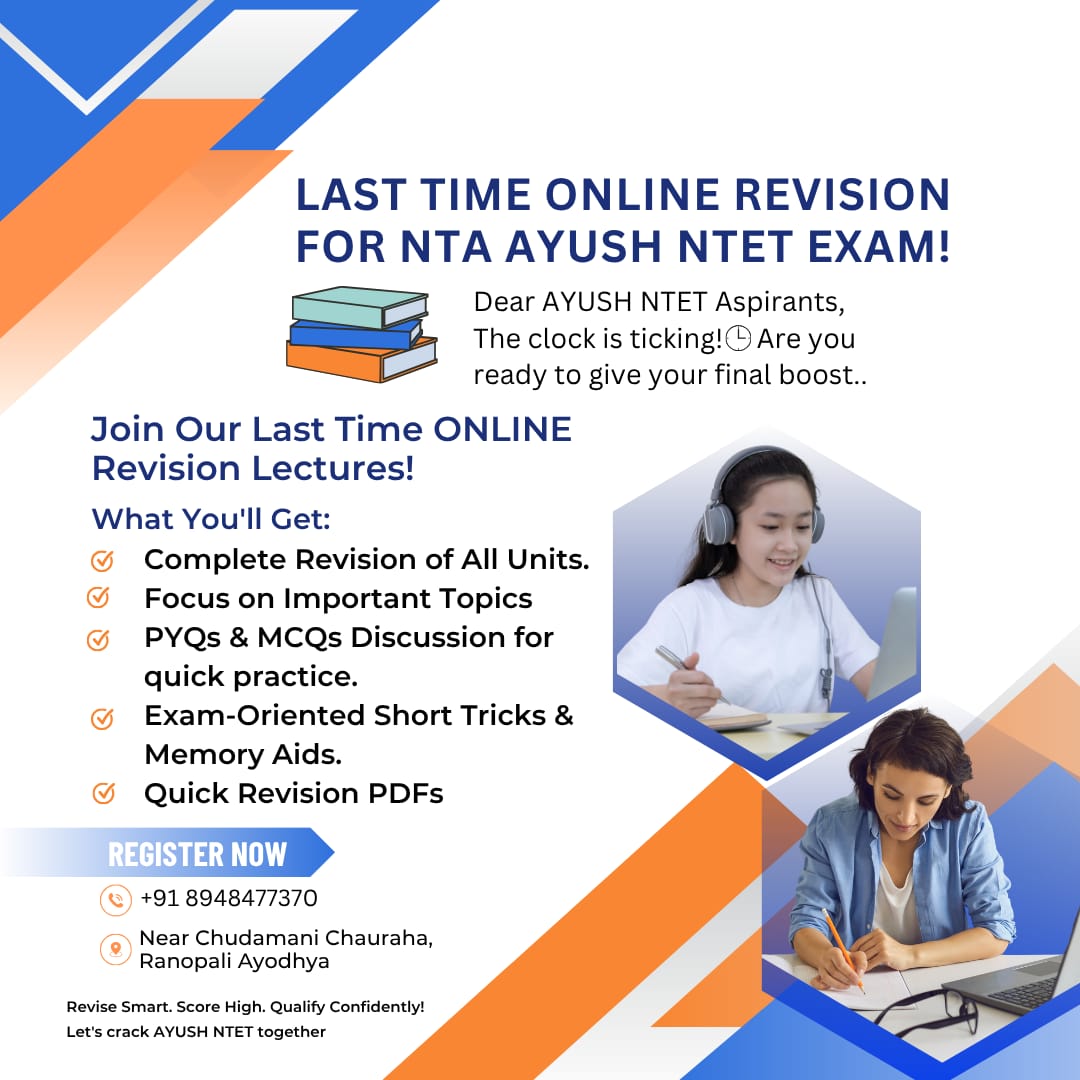 LAST TIME ONLINE REVISION
FOR NTA AYUSH NTET EXAM!
Dear AYUSH NTET Aspirants,
The clock is ticking!🕒 Are you
ready to give your final boost..
Join Our Last Time ONLINE
Revision Lectures!
What You'll Get:
Complete Revision of All Units.
Focus on Important Topics
PYQs & MCQs Discussion for
quick practice.
Exam-Oriented Short Tricks &
Memory Aids.
Quick Revision PDFs
REGISTER NOW
+91 8948477370
Near Chudamani Chauraha,
Ranopali Ayodhya
Revise Smart. Score High. Qualify Confidently!
Let's crack AYUSH NTET together